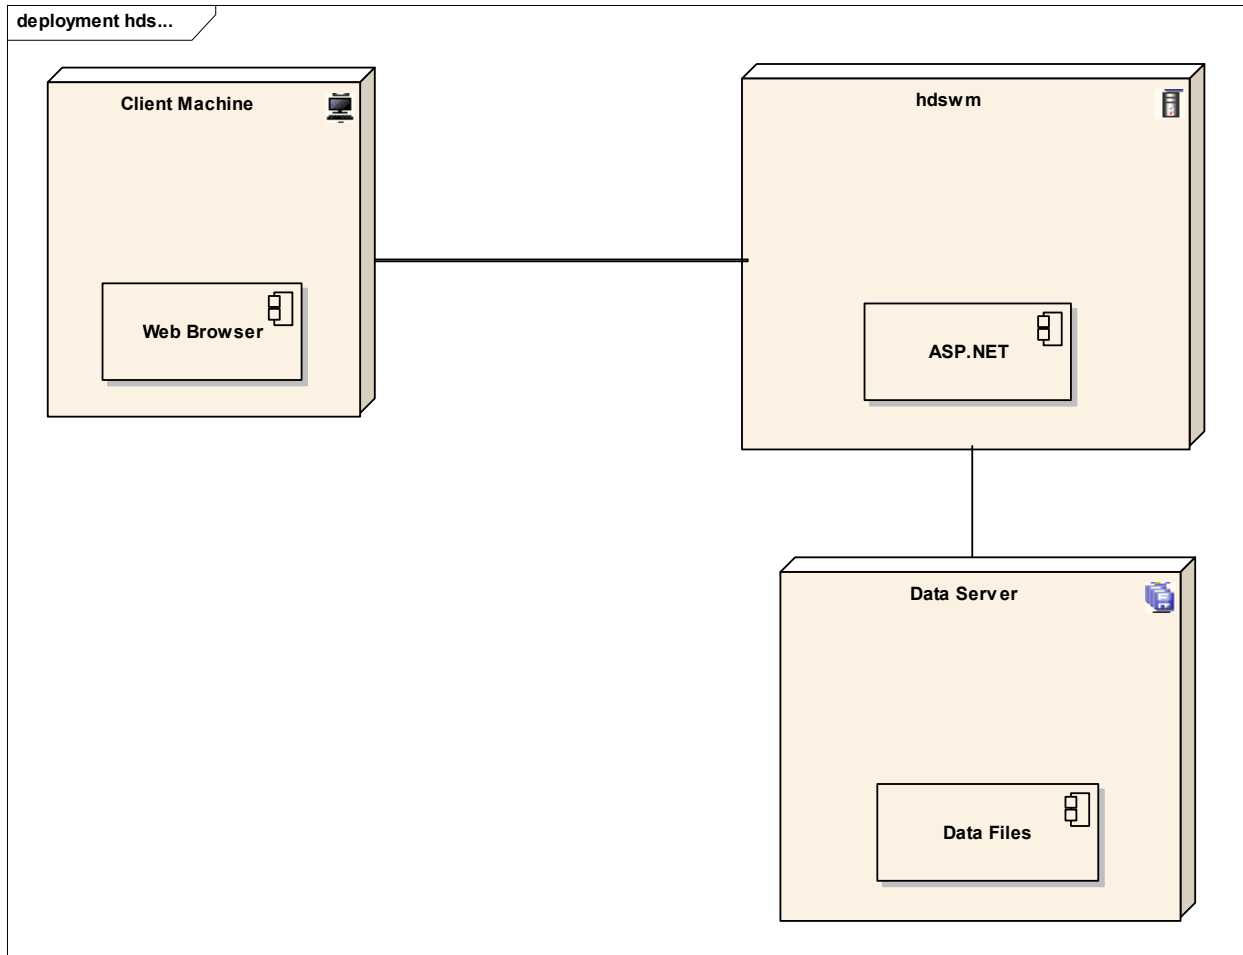 deployment hds...
Client Machine
hdswm
Web Browser
ASP.NET
Data Server
Data Files